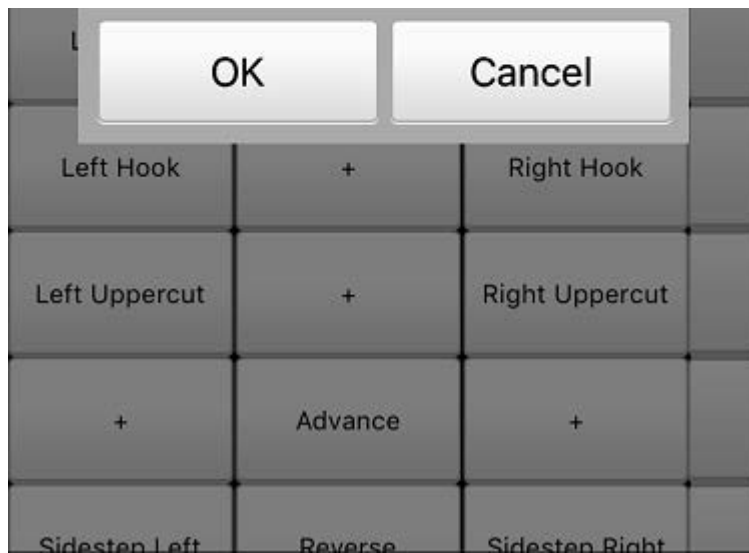 OK Cancel
Left Hook + Right Hook
Left Uppercut + Right Uppercut
+ Advance +
Sidestep Left Reverse Sidestep Right